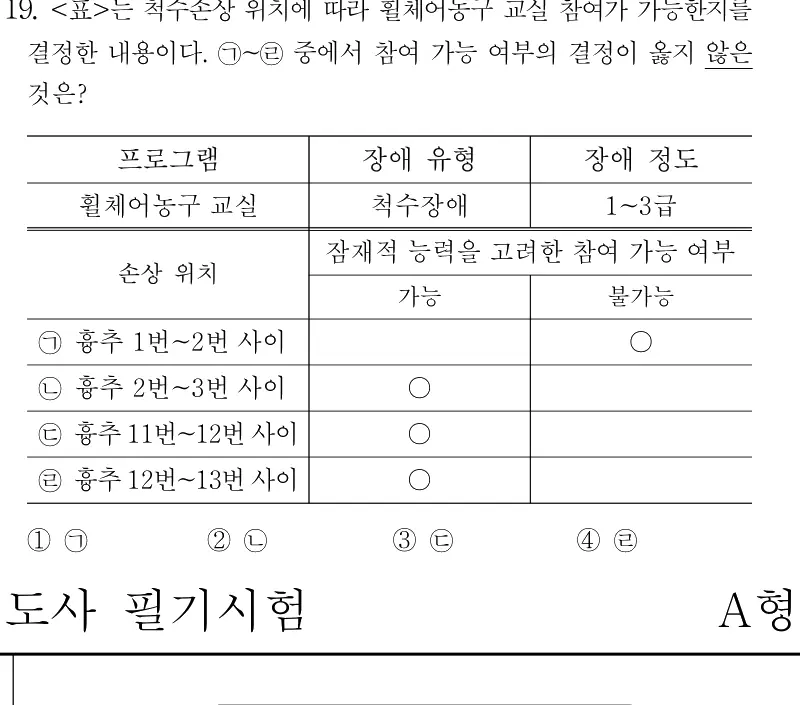 19. <표>는 척수손상 위치에 따라 휠체어농구 교실 참여가 가능한지를
결정한 내용이다. ㉠~㉣ 중에서 참여 가능 여부의 결정이 옳지 않은
것은?
프로그램 장애 유형 장애 정도
휠체어농구 교실 척수장애 1~3급
손상 위치 잠재적 능력을 고려한 참여 가능 여부
가능 불가능
㉠ 흉추 1번~2번 사이 ○
㉡ 흉추 2번~3번 사이 ○
㉢ 흉추 11번~12번 사이 ○
㉣ 흉추 12번~13번 사이 ○
① ㉠ ② ㉡ ③ ㉢ ④ ㉣
도사 필기시험 A형